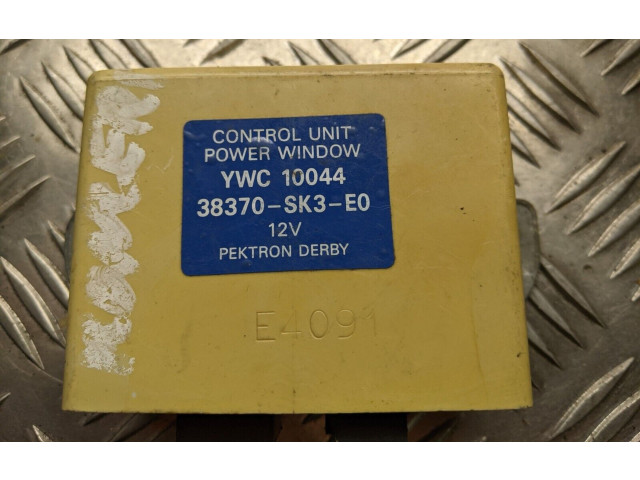 CONTROL UNIT
POWER WINDOW
YWC 10044
38370-SK3-E0
12V
PEKTRON DERBY
E4091